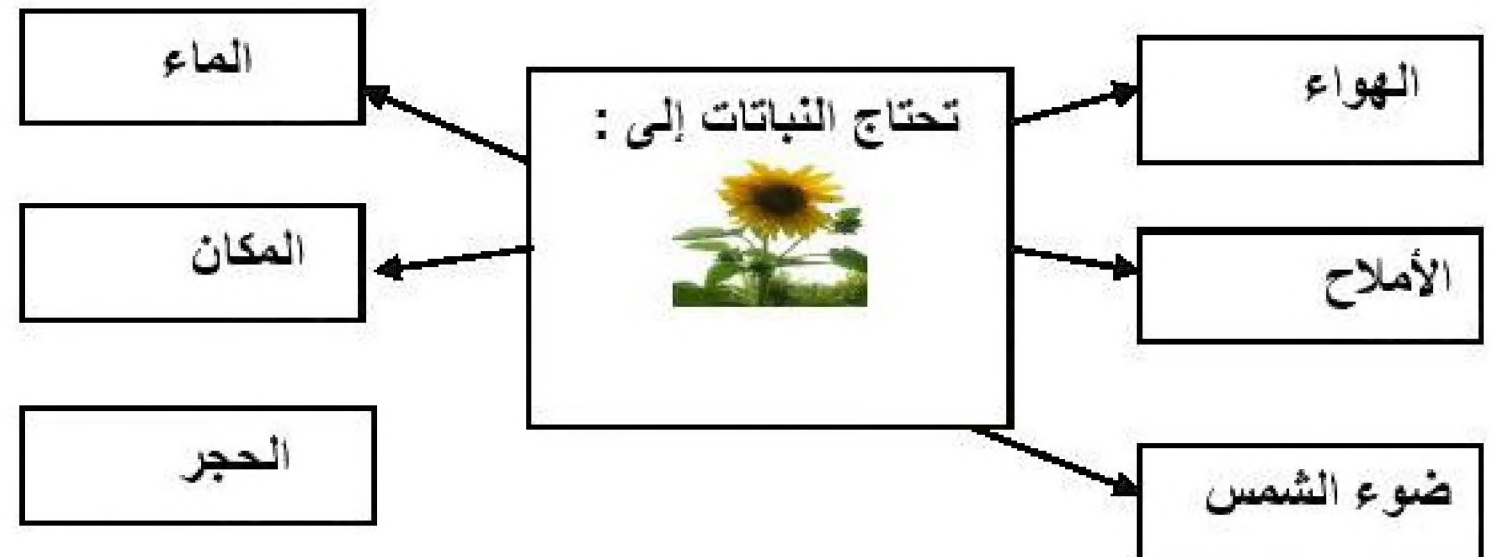 تحتاج النباتات إلى :
الهواء
الماء
الأملاح
المكان
ضوء الشمس
الحجر